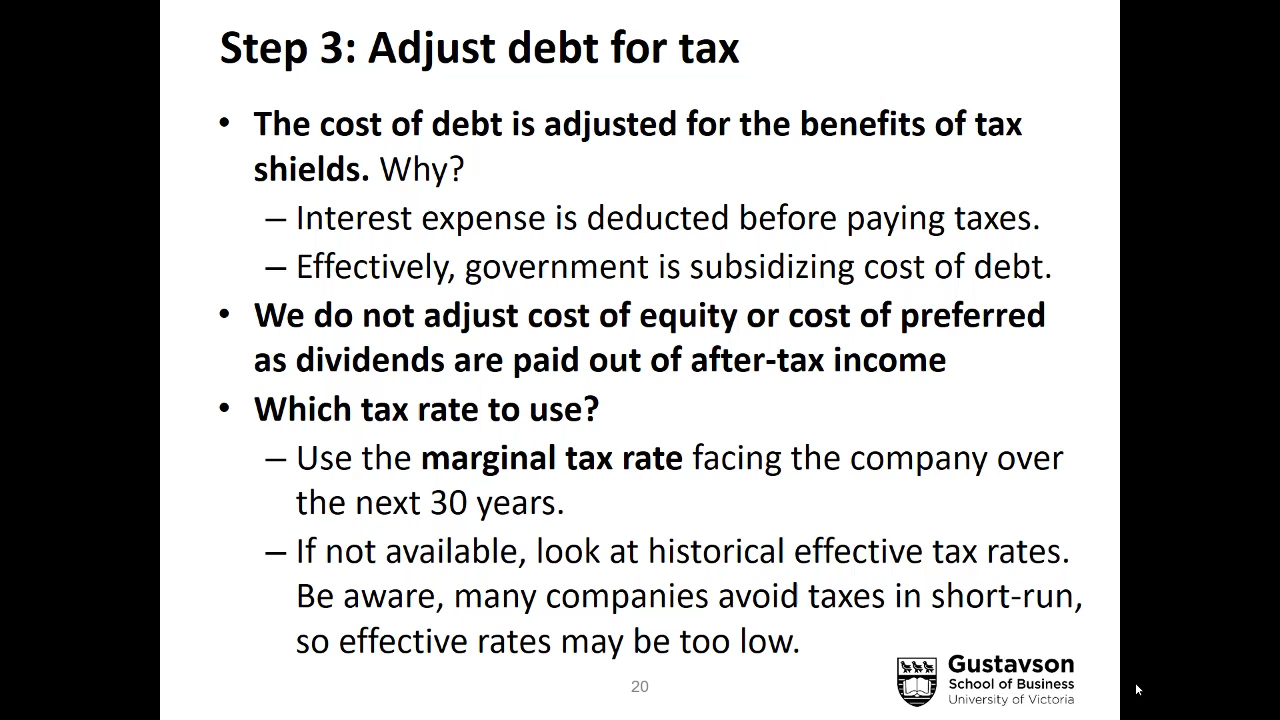 Step 3: Adjust debt for tax
• The cost of debt is adjusted for the benefits of tax
shields. Why?
– Interest expense is deducted before paying taxes.
– Effectively, government is subsidizing cost of debt.
• We do not adjust cost of equity or cost of preferred
as dividends are paid out of after-tax income
• Which tax rate to use?
– Use the marginal tax rate facing the company over
the next 30 years.
– If not available, look at historical effective tax rates.
Be aware, many companies avoid taxes in short-run,
so effective rates may be too low.
20
Gustavson
School of Business
University of Victoria